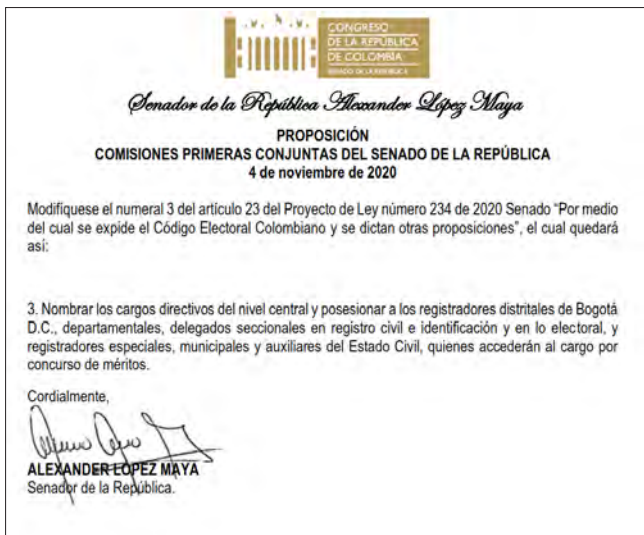 CONGRESO
DE LA REPÚBLICA
DE COLOMBIA
SENADO DE LA REPÚBLICA
Senador de la República Alexander López Maya
PROPOSICIÓN
COMISIONES PRIMERAS CONJUNTAS DEL SENADO DE LA REPÚBLICA
4 de noviembre de 2020
Modifíquese el numeral 3 del artículo 23 del Proyecto de Ley número 234 de 2020 Senado “Por medio
del cual se expide el Código Electoral Colombiano y se dictan otras proposiciones”, el cual quedará
así:
3. Nombrar los cargos directivos del nivel central y posesionar a los registradores distritales de Bogotá
D.C., departamentales, delegados seccionales en registro civil e identificación y en lo electoral, y
registradores especiales, municipales y auxiliares del Estado Civil, quienes accederán al cargo por
concurso de méritos.
Cordialmente,
ALEXANDER LÓPEZ MAYA
Senador de la República.